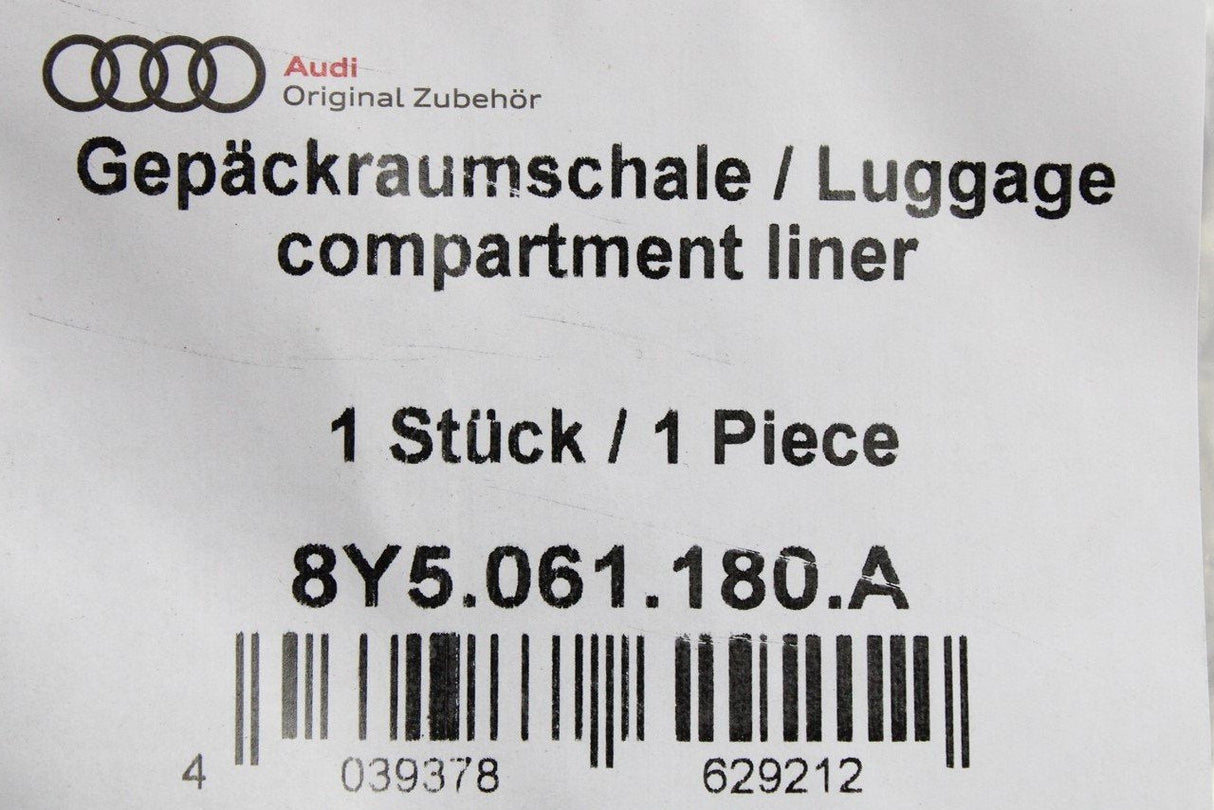 Audi
Original Zubehör
Gepäckraumschale / Luggage
compartment liner
1 Stück / 1 Piece
8Y5.061.180.A
4 039378 629212